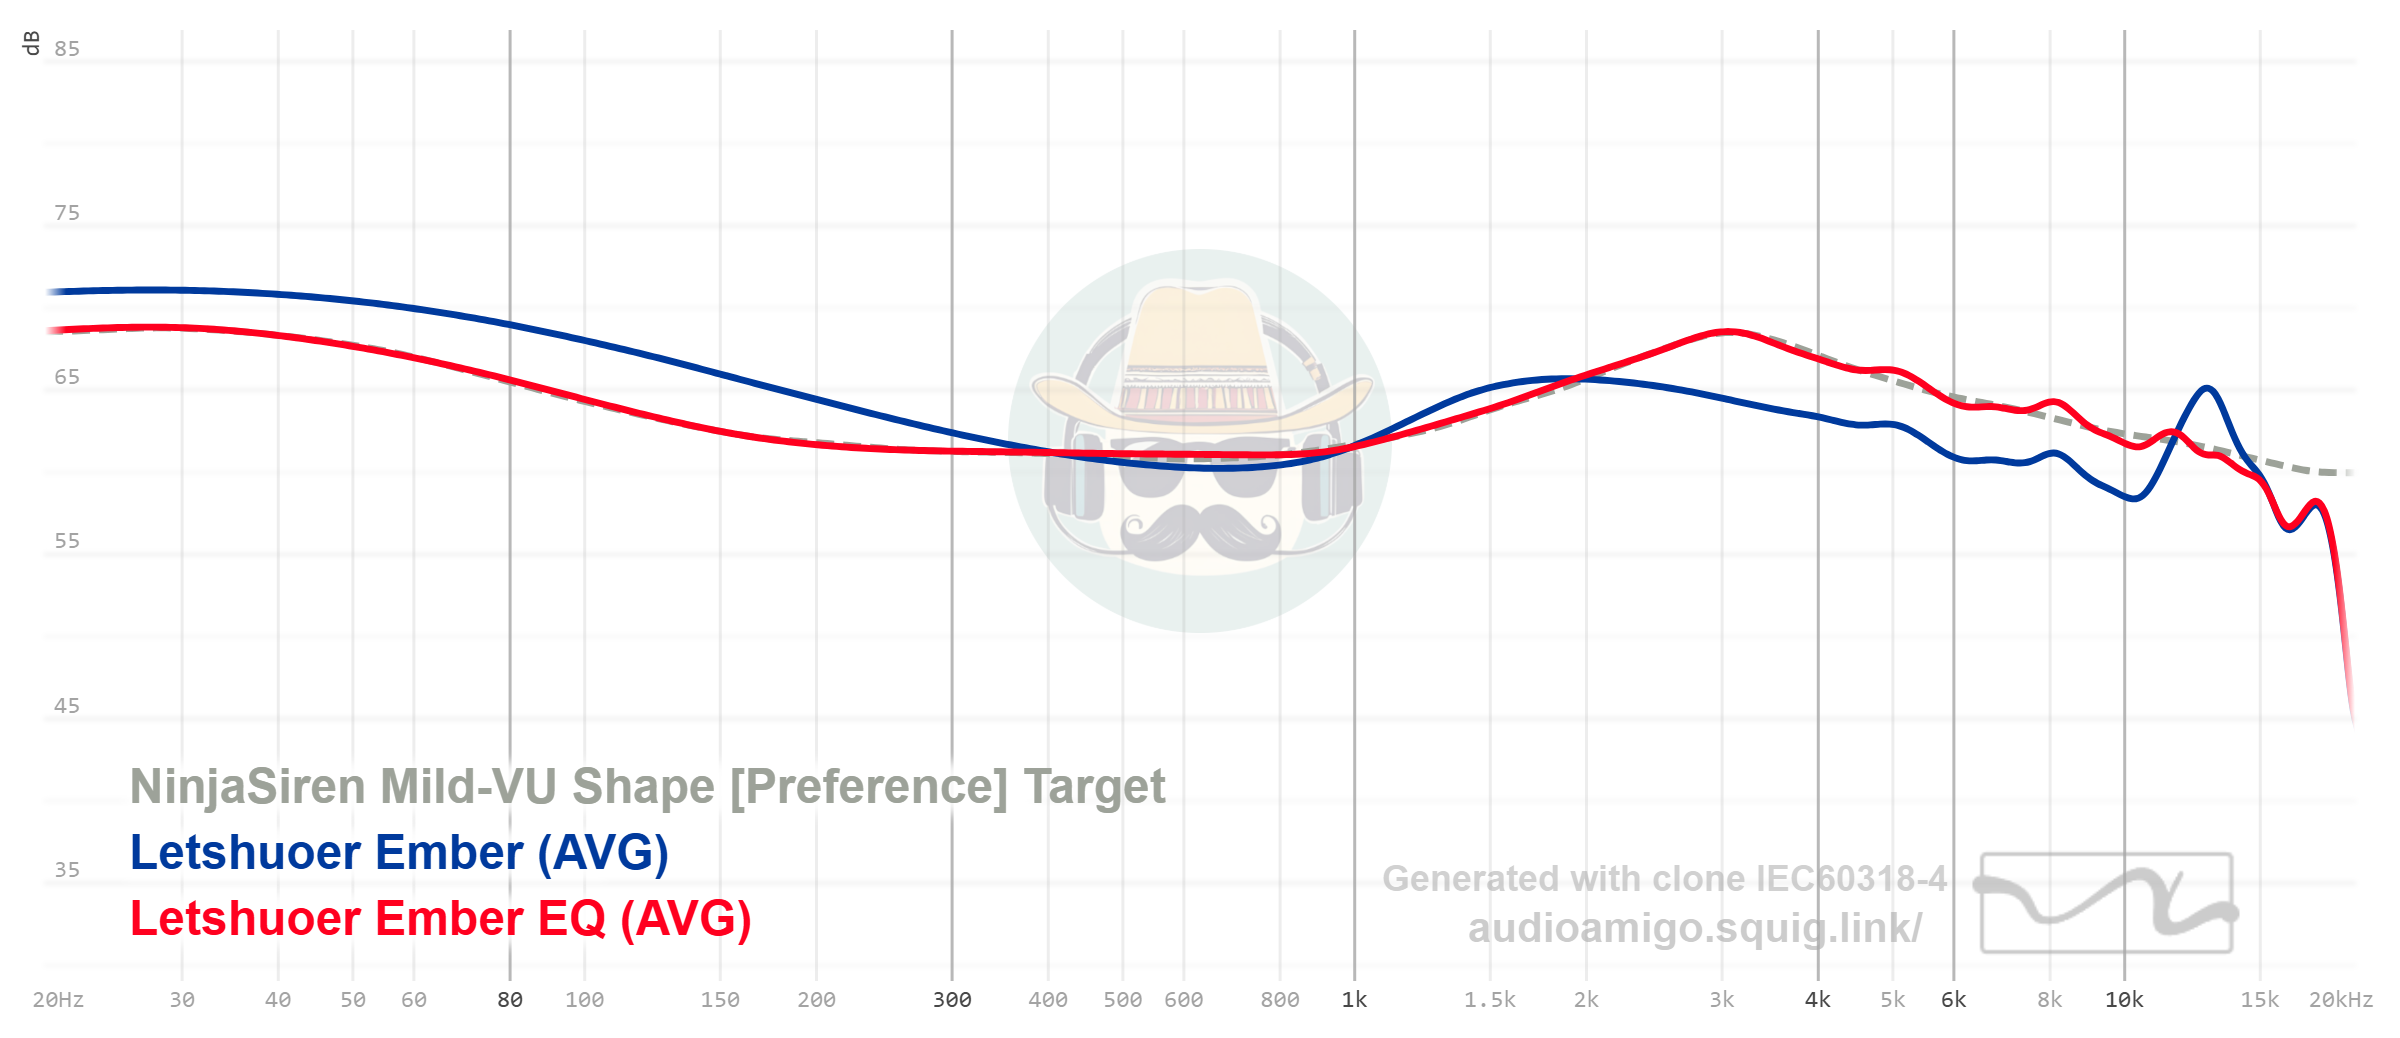 dB
85
75
65
55
45
35
NinjaSiren Mild-VU Shape [Preference] Target
Letshuoer Ember (AVG)
Letshuoer Ember EQ (AVG)
Generated with clone IEC60318-4
audioamigo.squig.link/
20Hz 30 40 50 60 80 100 150 200 300 400 500 600 800 1k 1.5k 2k 3k 4k 5k 6k 8k 10k 15k 20kHz